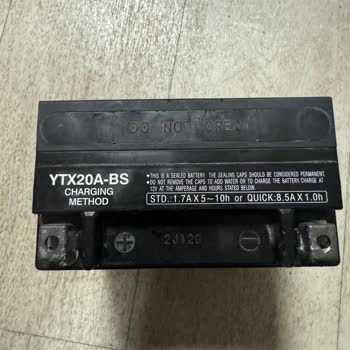 DO NOT OPEN
YTX20A-BS
CHARGING
METHOD
•THIS IS A SEALED BATTERY. THE SEALING CAPS SHOULD BE CONSIDERED PERMANENT.
•DO NOT REMOVE THE CAPS TO ADD WATER OR TO CHARGE THE BATTERY CHARGE AT
12V AT THE AMPERAGE AND HOURS STATED BELOW.
STD.:1.7A X 5~10h or QUICK:8.5A X 1.0h
+ 2J129 −